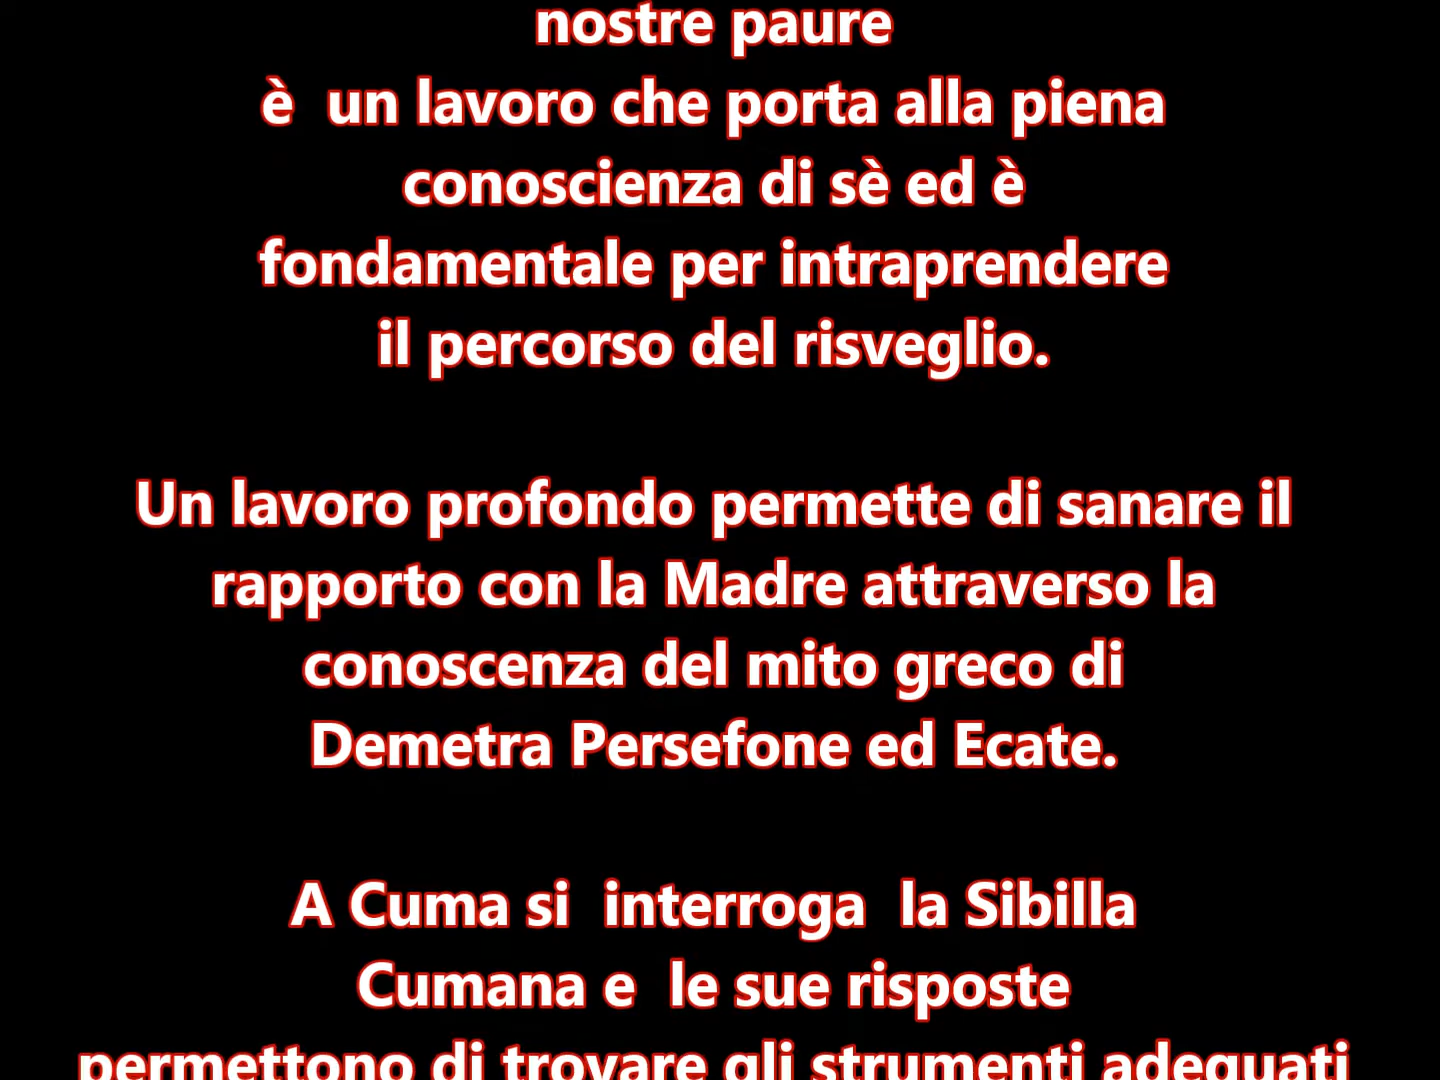 nostre paure
è  un lavoro che porta alla piena
conoscienza di sè ed è
fondamentale per intraprendere
il percorso del risveglio.
Un lavoro profondo permette di sanare il
rapporto con la Madre attraverso la
conoscenza del mito greco di
Demetra Persefone ed Ecate.
A Cuma si  interroga  la Sibilla
Cumana e  le sue risposte
permettono di trovare gli strumenti adeguati